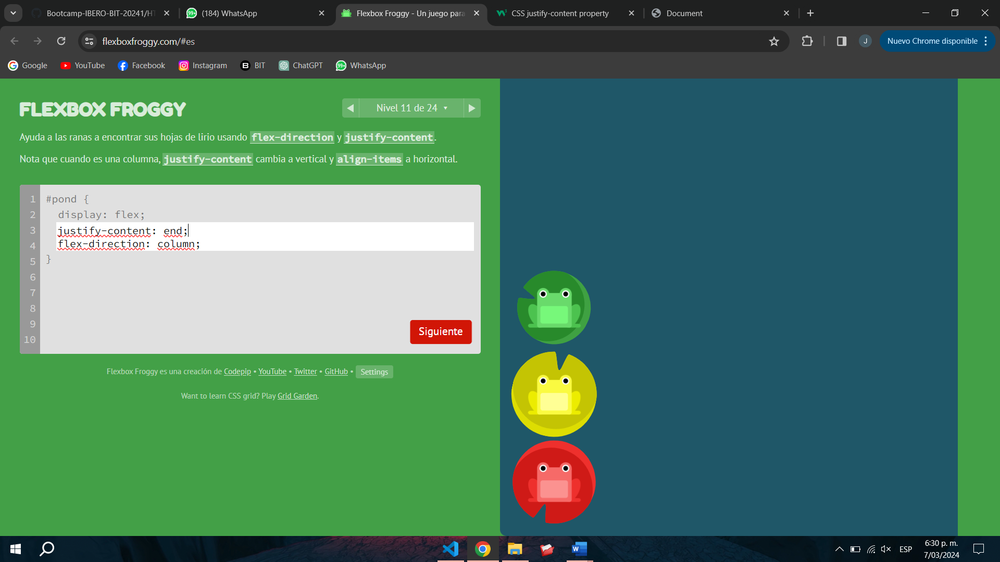 Bootcamp-IBERO-BIT-20241/HT
(184) WhatsApp
Flexbox Froggy - Un juego para
CSS justify-content property
Document
flexboxfroggy.com/#es
J
Nuevo Chrome disponible
Google
YouTube
Facebook
Instagram
BIT
ChatGPT
99+
WhatsApp
FLEXBOX FROGGY
Nivel 11 de 24
Ayuda a las ranas a encontrar sus hojas de lirio usando flex-direction y justify-content.
Nota que cuando es una columna, justify-content cambia a vertical y align-items a horizontal.
1 #pond {
2 display: flex;
3 justify-content: end;
4 flex-direction: column;
5 }
6
7
8
9
10
Siguiente
Flexbox Froggy es una creación de Codepip • YouTube • Twitter • GitHub • Settings
Want to learn CSS grid? Play Grid Garden.
ESP
6:30 p. m.
7/03/2024